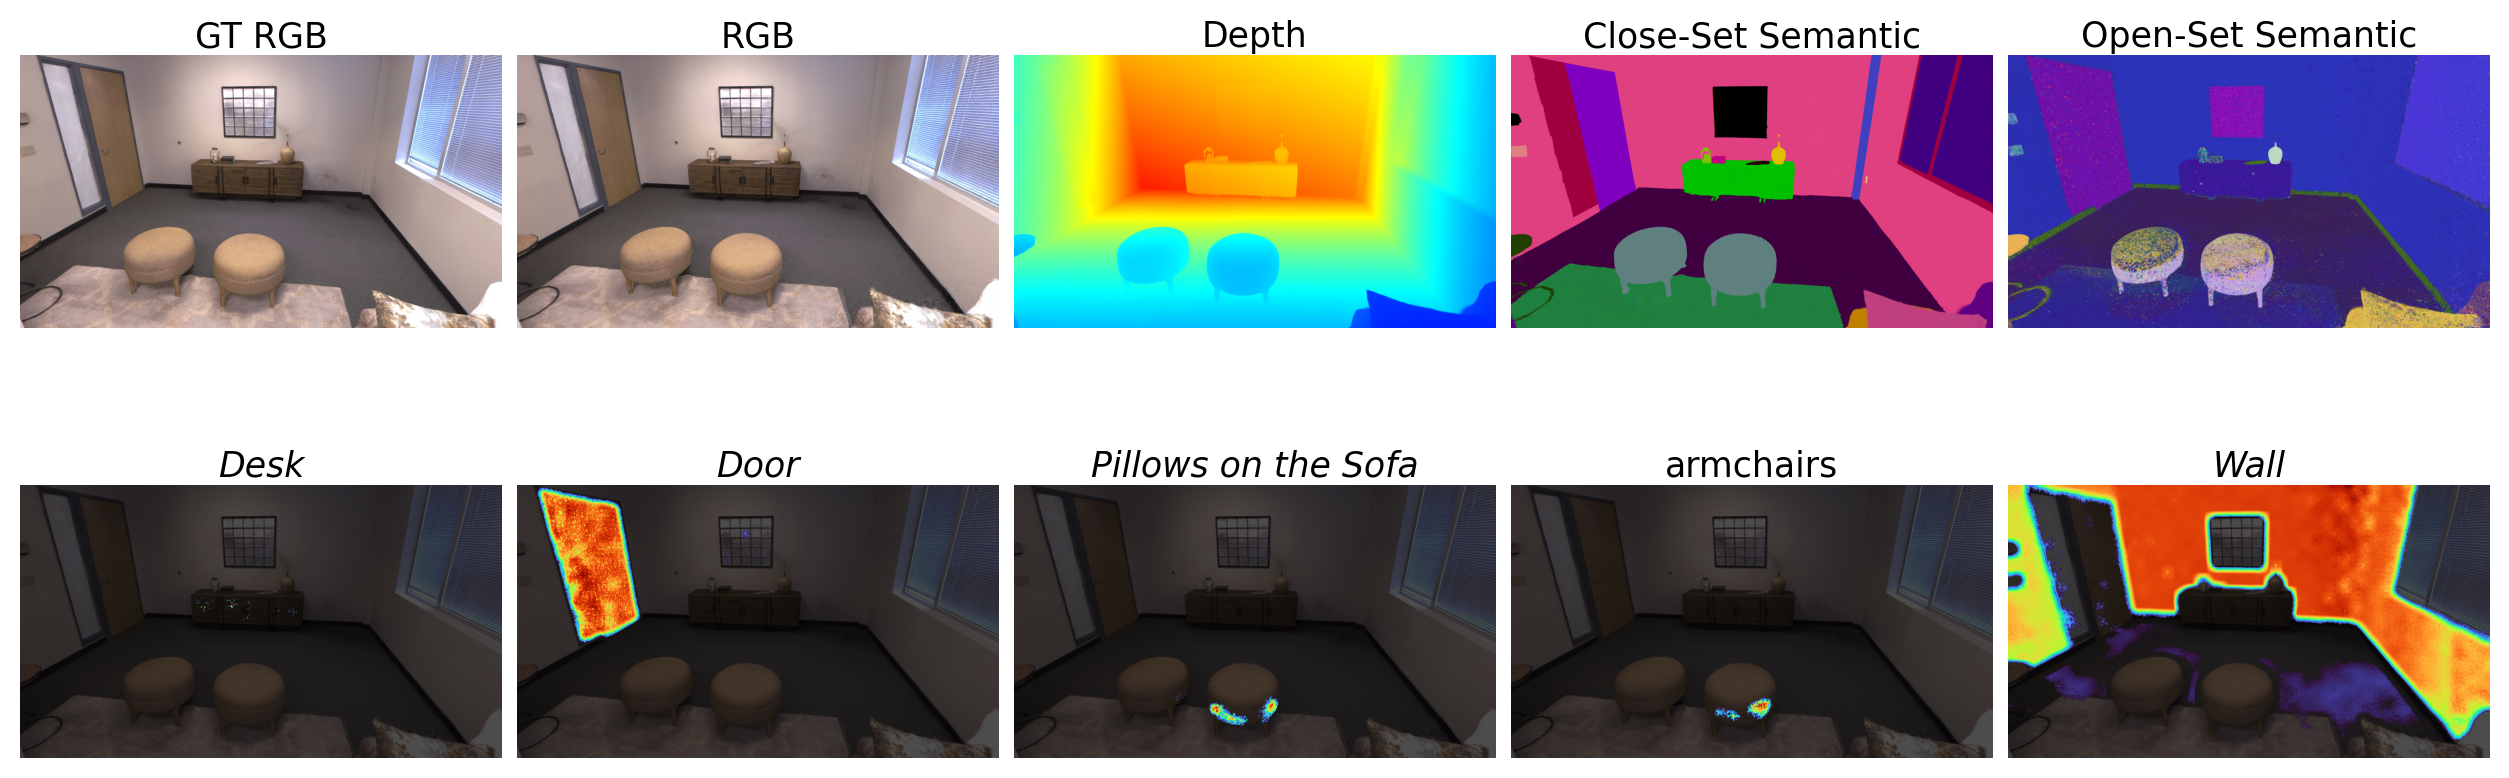 GT RGB
RGB
Depth
Close-Set Semantic
Open-Set Semantic
Desk
Door
Pillows on the Sofa
armchairs
Wall